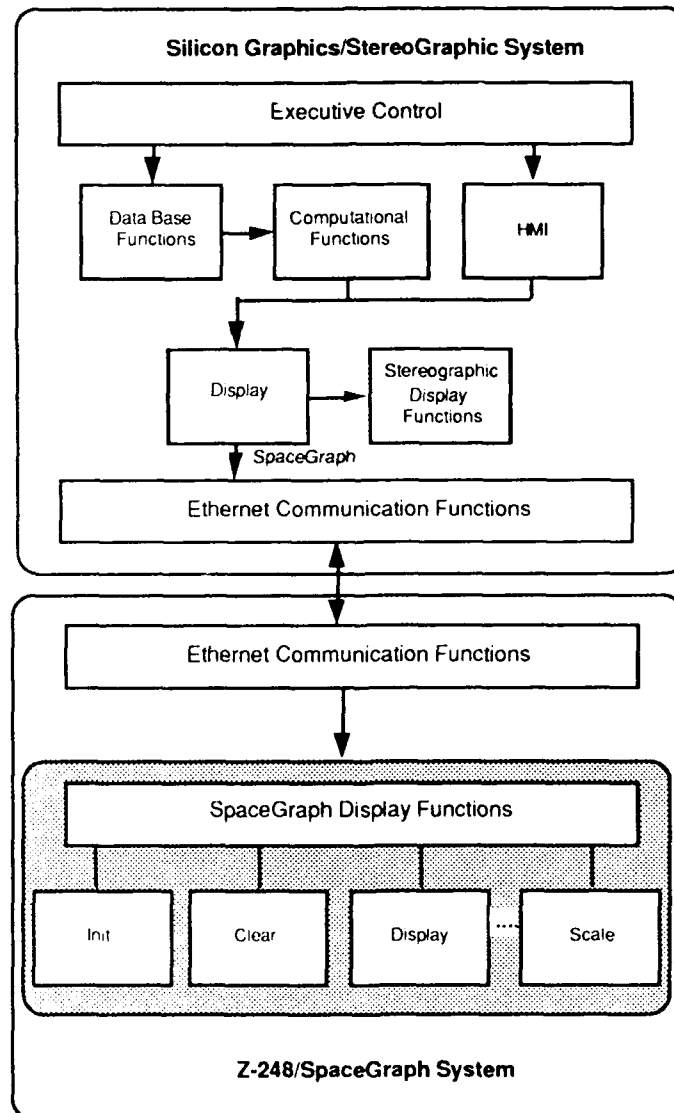 Silicon Graphics/StereoGraphic System
Executive Control
Data Base
Functions
Computational
Functions
HMI
Display
Stereographic
Display
Functions
SpaceGraph
Ethernet Communication Functions
Ethernet Communication Functions
SpaceGraph Display Functions
Init
Clear
Display
....
Scale
Z-248/SpaceGraph System